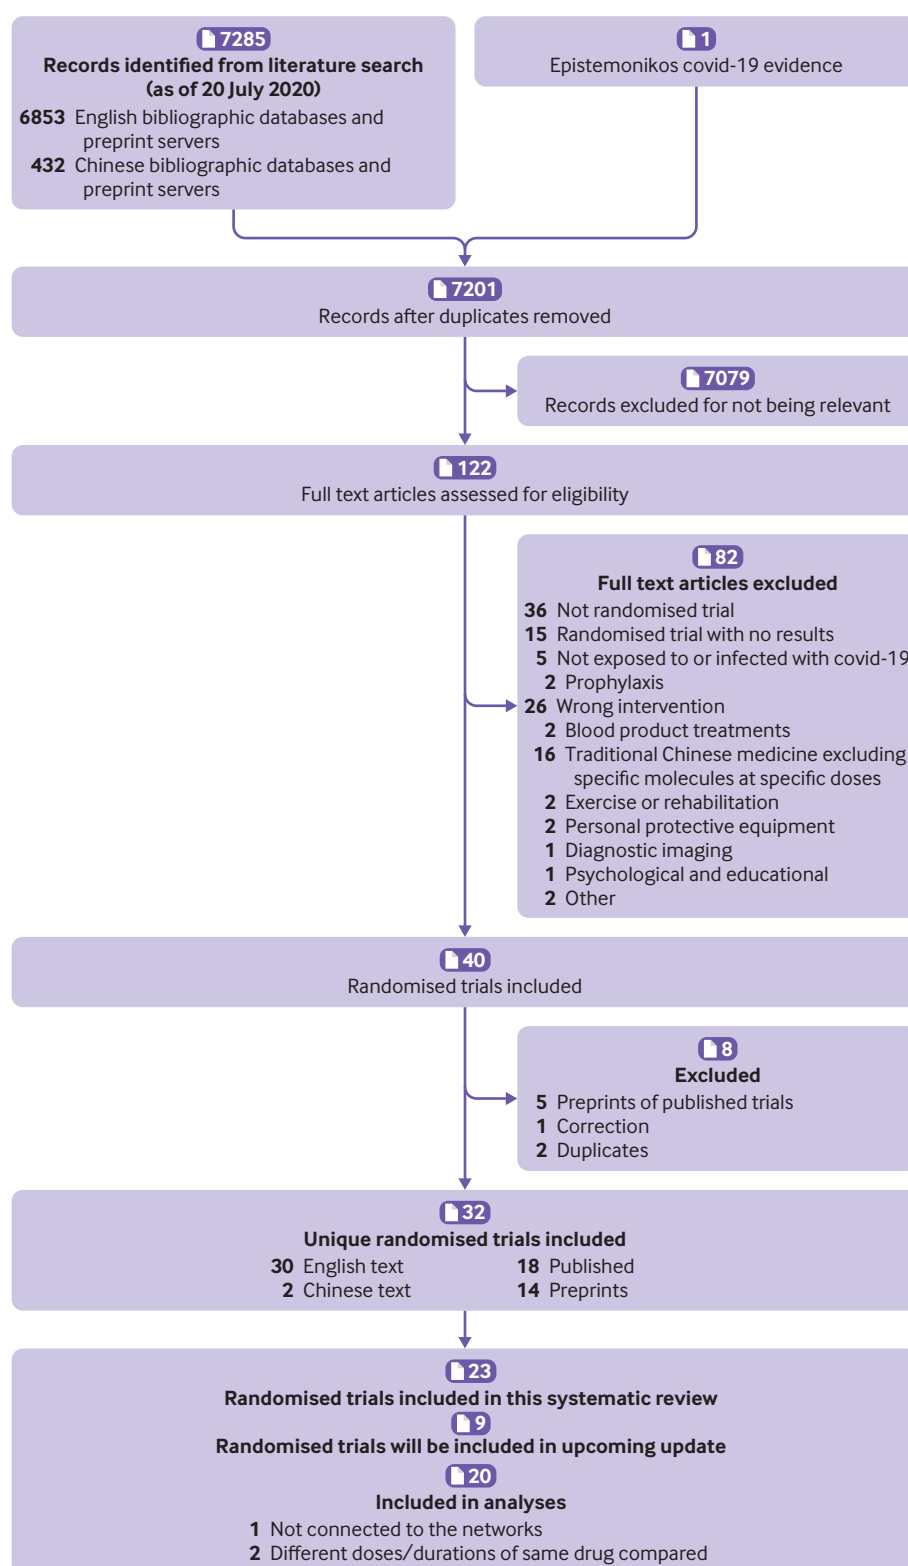 7285
Records identified from literature search
(as of 20 July 2020)
6853 English bibliographic databases and
preprint servers
432 Chinese bibliographic databases and
preprint servers
1
Epistemonikos covid-19 evidence
7201
Records after duplicates removed
7079
Records excluded for not being relevant
122
Full text articles assessed for eligibility
82
Full text articles excluded
36 Not randomised trial
15 Randomised trial with no results
5 Not exposed to or infected with covid-19
2 Prophylaxis
26 Wrong intervention
2 Blood product treatments
16 Traditional Chinese medicine excluding
specific molecules at specific doses
2 Exercise or rehabilitation
2 Personal protective equipment
1 Diagnostic imaging
1 Psychological and educational
2 Other
40
Randomised trials included
8
Excluded
5 Preprints of published trials
1 Correction
2 Duplicates
32
Unique randomised trials included
30 English text 18 Published
2 Chinese text 14 Preprints
23
Randomised trials included in this systematic review
9
Randomised trials will be included in upcoming update
20
Included in analyses
1 Not connected to the networks
2 Different doses/durations of same drug compared